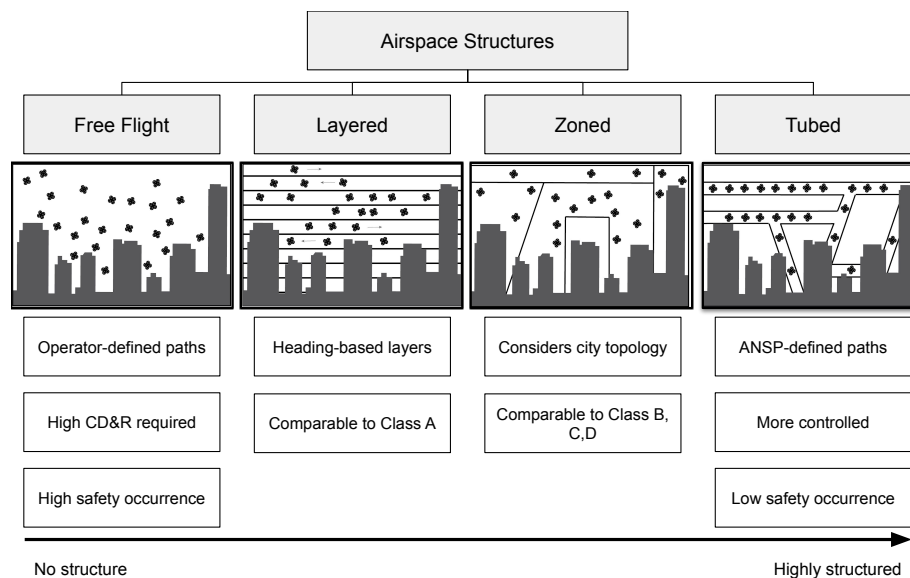 Airspace Structures
Free Flight
Layered
Zoned
Tubed
Operator-defined paths
Heading-based layers
Considers city topology
ANSP-defined paths
High CD&R required
Comparable to Class A
Comparable to Class B,
C,D
More controlled
High safety occurrence
Low safety occurrence
No structure
Highly structured